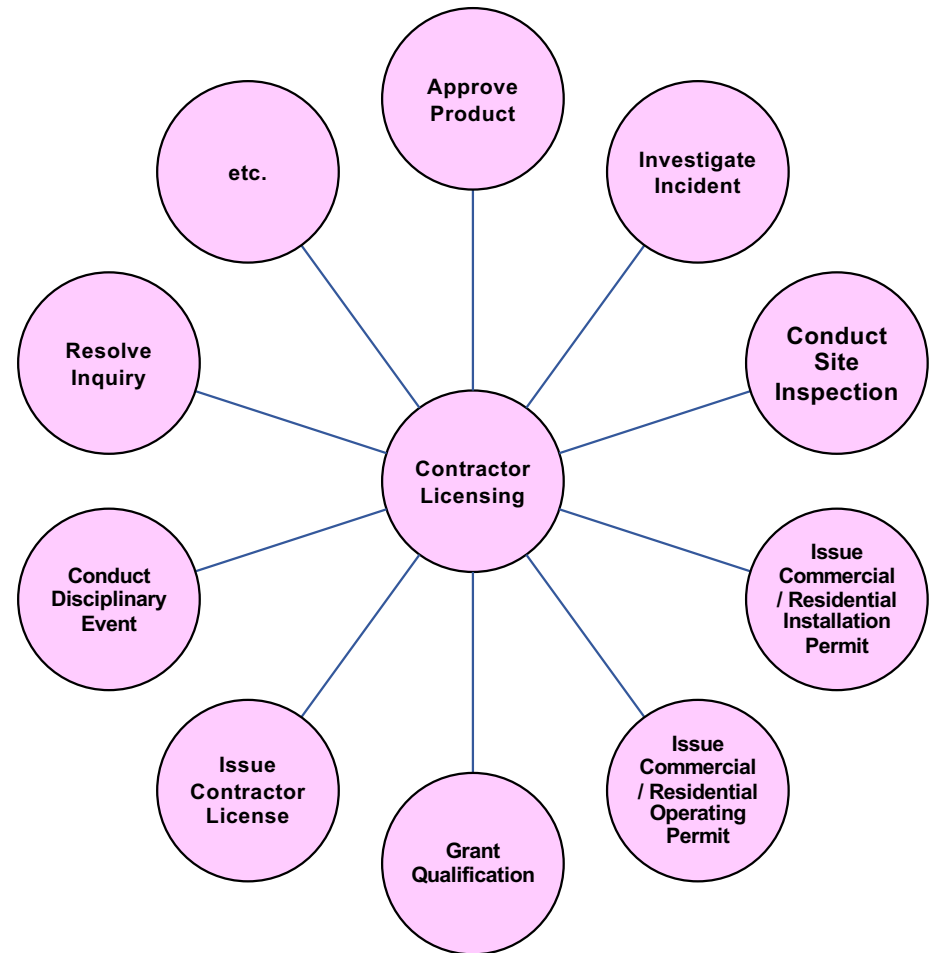 Approve
Product
Investigate
Incident
Conduct
Site
Inspection
Issue
Commercial
/ Residential
Installation
Permit
Issue
Commercial
/ Residential
Operating
Permit
Grant
Qualification
Issue
Contractor
License
Conduct
Disciplinary
Event
Resolve
Inquiry
etc.
Contractor
Licensing